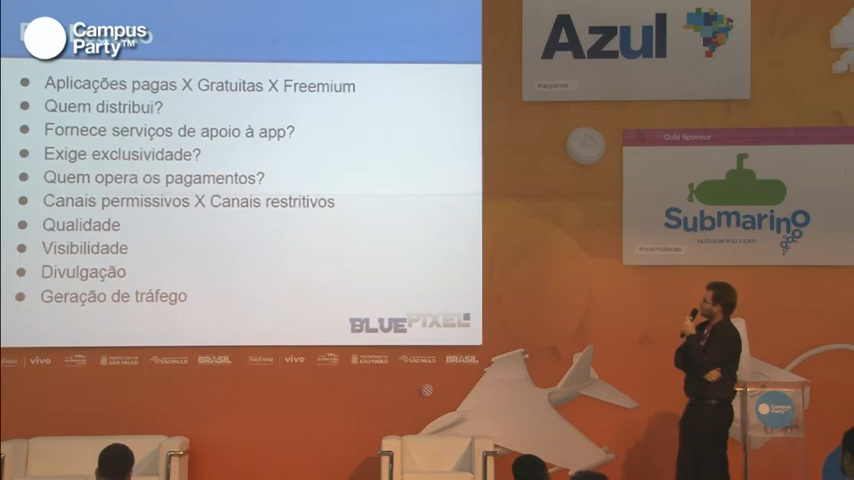 Campus
Party™
Aplicações pagas X Gratuitas X Freemium
Quem distribui?
Fornece serviços de apoio à app?
Exige exclusividade?
Quem opera os pagamentos?
Canais permissivos X Canais restritivos
Qualidade
Visibilidade
Divulgação
Geração de tráfego
BLUEPIXEL
Azul
Gold Sponsor
Submarino
submarino.com
vivo
BRASIL
vivo
BRASIL
Campus
Party